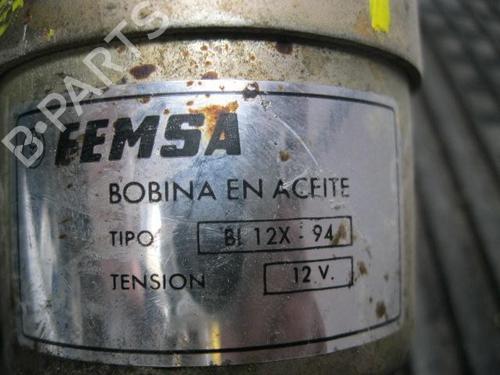 FEMSA
BOBINA EN ACEITE
TIPO BI 12X-94
TENSION 12 V.
B-PARTS